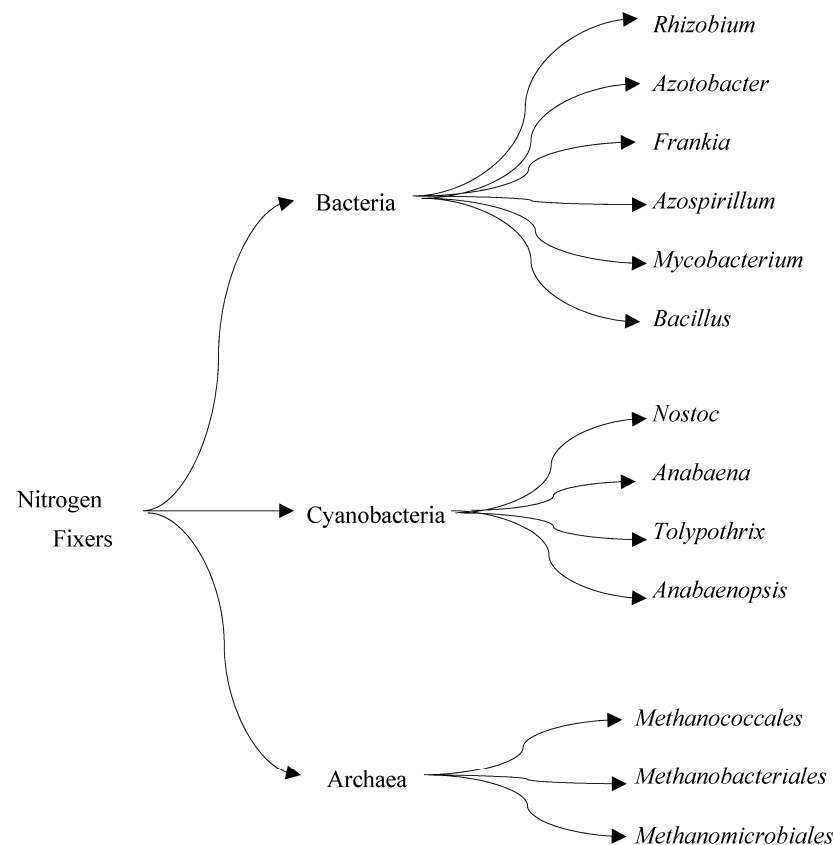 Nitrogen
Fixers
Bacteria
Rhizobium
Azotobacter
Frankia
Azospirillum
Mycobacterium
Bacillus
Cyanobacteria
Nostoc
Anabaena
Tolypothrix
Anabaenopsis
Archaea
Methanococcales
Methanobacteriales
Methanomicrobiales